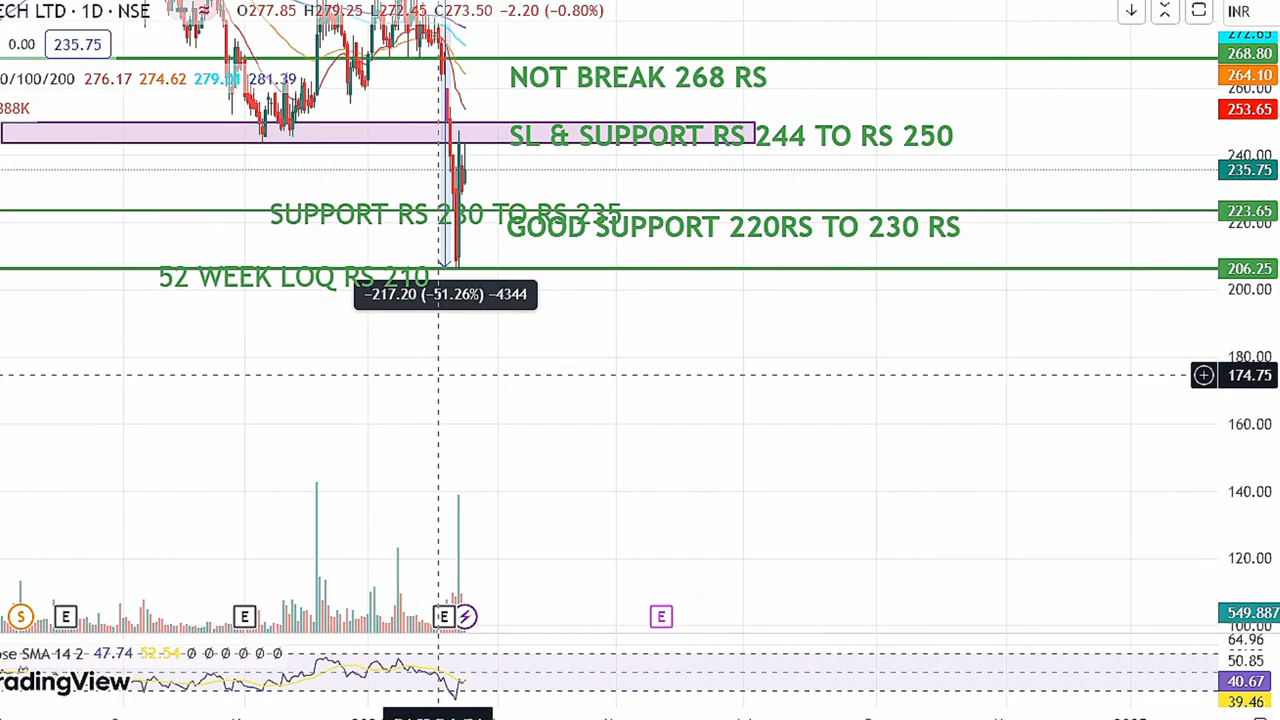 ECH LTD · 1D · NSE O277.85 H279.25 L272.45 C273.50 −2.20 (−0.80%) INR
0.00 235.75
272.65
268.80
0/100/200 276.17 274.62 281.39
NOT BREAK 268 RS
264.10
260.00
388K
253.65
SL & SUPPORT RS 244 TO RS 250
240.00
235.75
SUPPORT RS 230 TO RS 235
223.65
GOOD SUPPORT 220RS TO 230 RS
220.00
52 WEEK LOQ RS 210
206.25
−217.20 (−51.26%) −4344
200.00
180.00
174.75
160.00
140.00
120.00
S E E E E
549.887
100.00
64.96
ose SMA 14 2 47.74 52.54 0 0 0 0 0 0
50.85
radingView
40.67
39.46